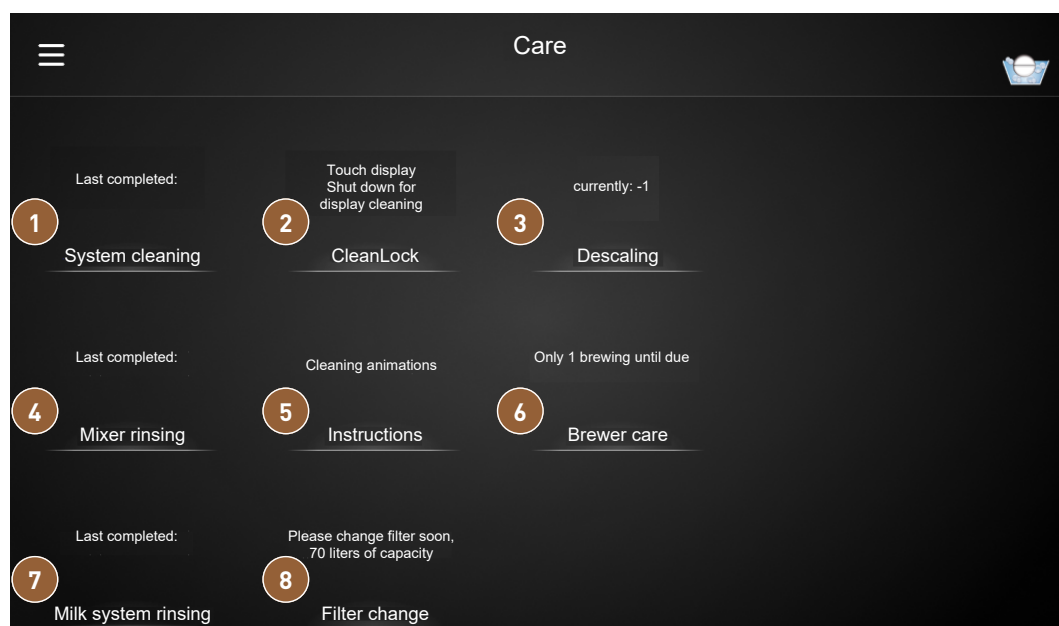 Care
Last completed:
1
System cleaning
Touch display
Shut down for
display cleaning
2
CleanLock
currently: -1
3
Descaling
Last completed:
4
Mixer rinsing
Cleaning animations
5
Instructions
Only 1 brewing until due
6
Brewer care
Last completed:
7
Milk system rinsing
Please change filter soon,
70 liters of capacity
8
Filter change